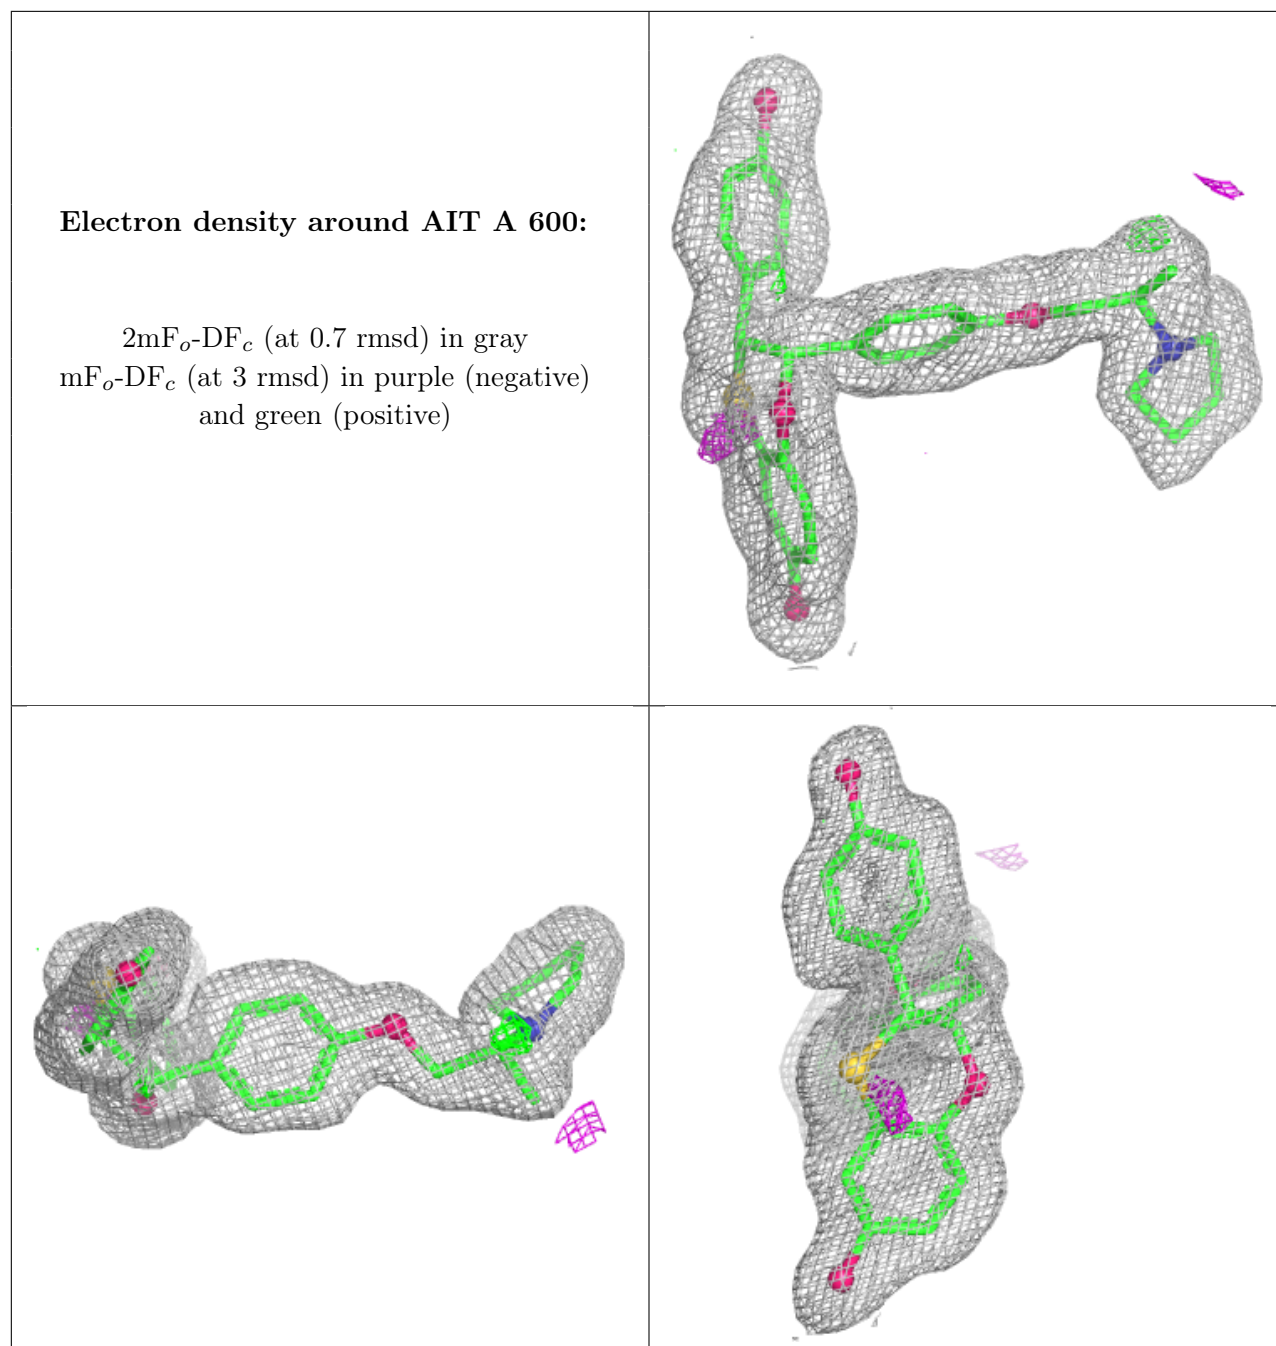 Electron density around AIT A 600:
2mFₒ-DF𝒸 (at 0.7 rmsd) in gray
mFₒ-DF𝒸 (at 3 rmsd) in purple (negative)
and green (positive)